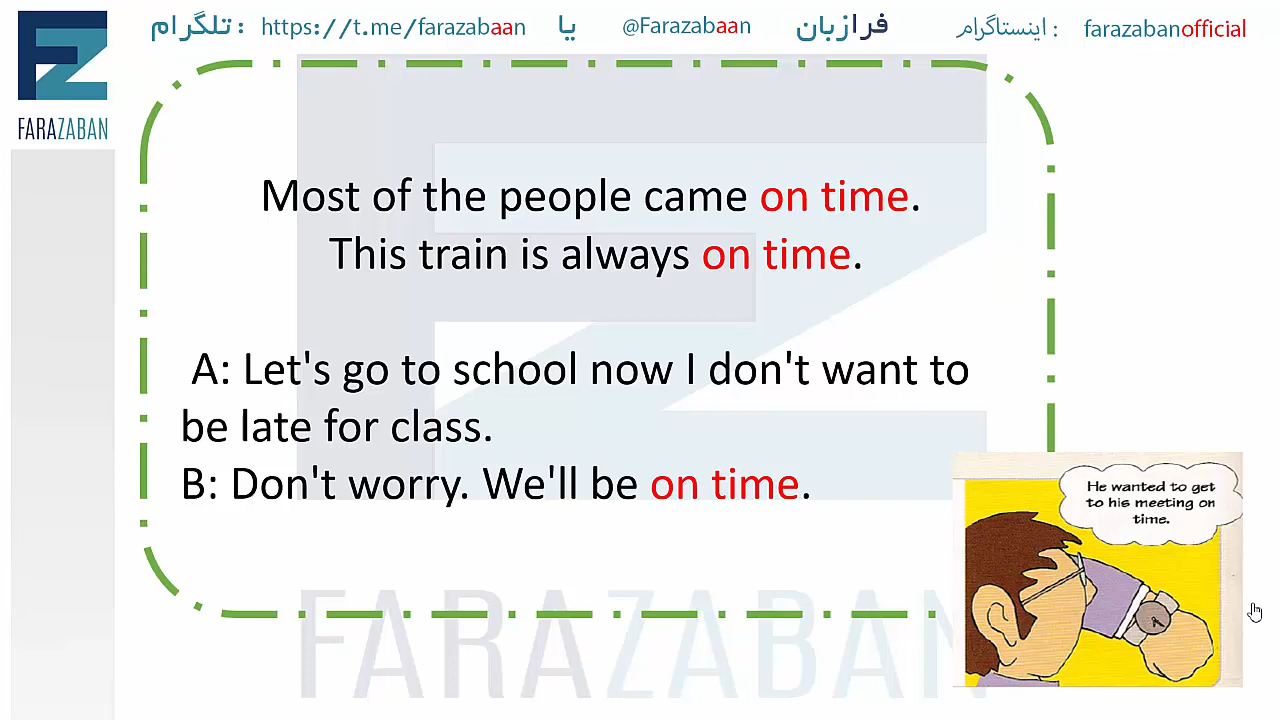 تلگرام : https://t.me/farazabaan یا @Farazabaan فرازبان اینستاگرام : farazabanofficial
FZ
FARAZABAN
Most of the people came on time.
This train is always on time.
A: Let's go to school now I don't want to
be late for class.
B: Don't worry. We'll be on time.
He wanted to get
to his meeting on
time.
FARAZABAN